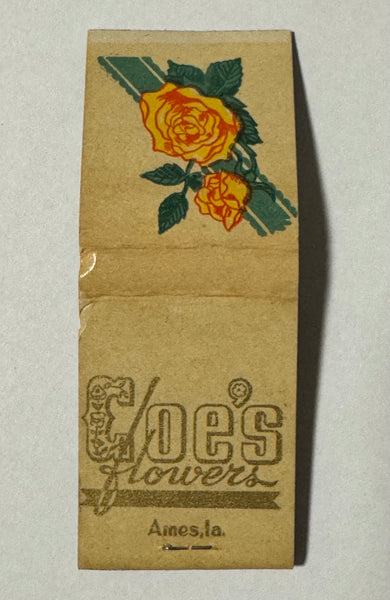 Coe's
flowers
Ames, Ia.